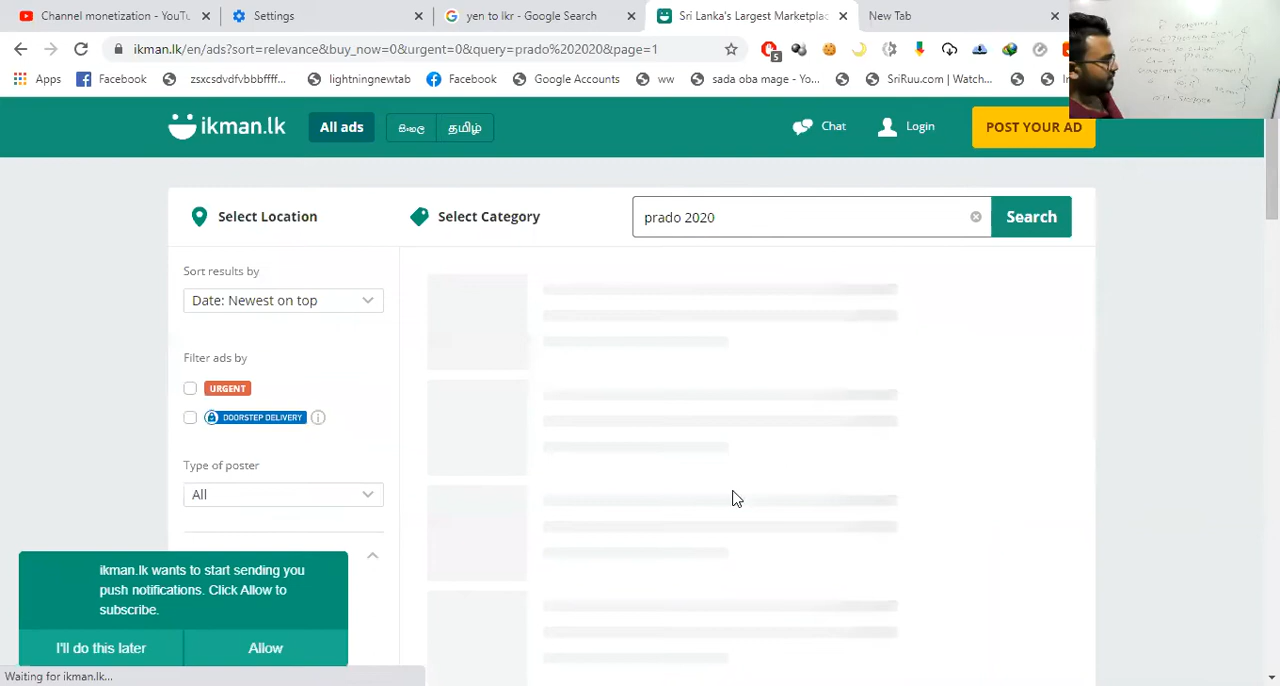 Channel monetization - YouTu
Settings
yen to lkr - Google Search
Sri Lanka's Largest Marketplac
New Tab
ikman.lk/en/ads?sort=relevance&buy_now=0&urgent=0&query=prado%202020&page=1
5
Apps
Facebook
zsxcsdvdfvbbbffff...
lightningnewtab
Facebook
Google Accounts
ww
sada oba mage - Yo...
SriRuu.com | Watch...
ikman.lk
All ads
සිංහල
தமிழ்
Chat
Login
POST YOUR AD
Select Location
Select Category
prado 2020
Search
Sort results by
Date: Newest on top
Filter ads by
URGENT
DOORSTEP DELIVERY
Type of poster
All
ikman.lk wants to start sending you
push notifications. Click Allow to
subscribe.
I'll do this later
Allow
Waiting for ikman.lk...